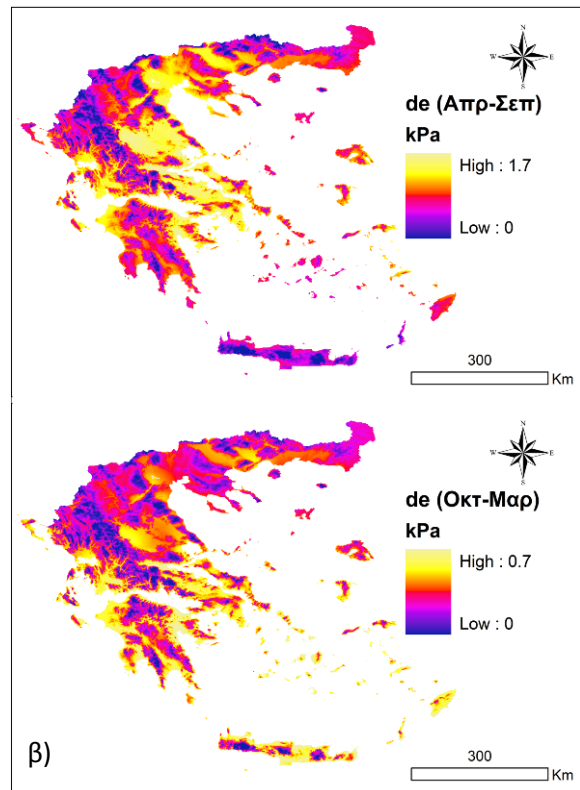 N
W E
S
de (Απρ-Σεπ)
kPa
High : 1.7
Low : 0
300
Km
N
W E
S
de (Οκτ-Μαρ)
kPa
High : 0.7
Low : 0
β)
300
Km